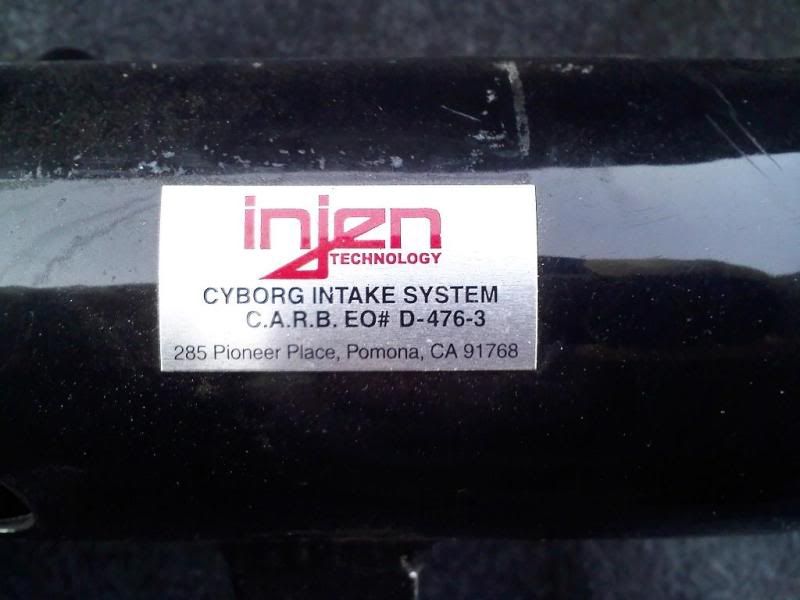 injen
TECHNOLOGY
CYBORG INTAKE SYSTEM
C.A.R.B. EO# D-476-3
285 Pioneer Place, Pomona, CA 91768